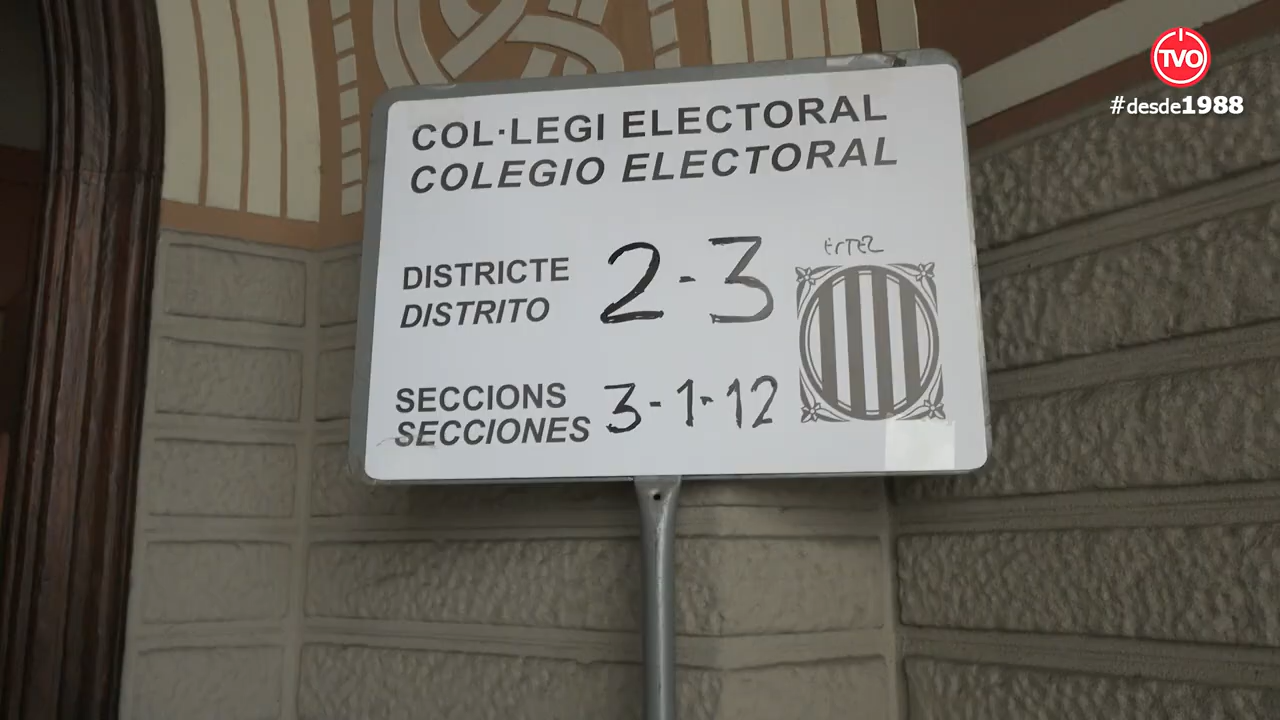 TVO
#desde1988
COL·LEGI ELECTORAL
COLEGIO ELECTORAL
DISTRICTE
DISTRITO
2-3
SECCIONS
SECCIONES
3-1-12